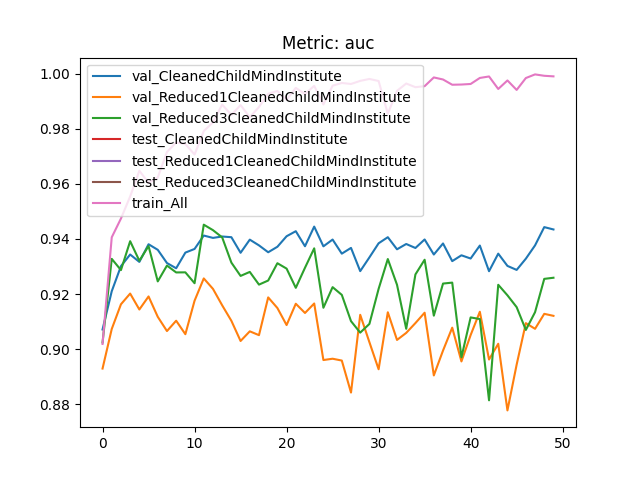 Metric: auc
val_CleanedChildMindInstitute
val_Reduced1CleanedChildMindInstitute
val_Reduced3CleanedChildMindInstitute
test_CleanedChildMindInstitute
test_Reduced1CleanedChildMindInstitute
test_Reduced3CleanedChildMindInstitute
train_All
1.00
0.98
0.96
0.94
0.92
0.90
0.88
0 10 20 30 40 50